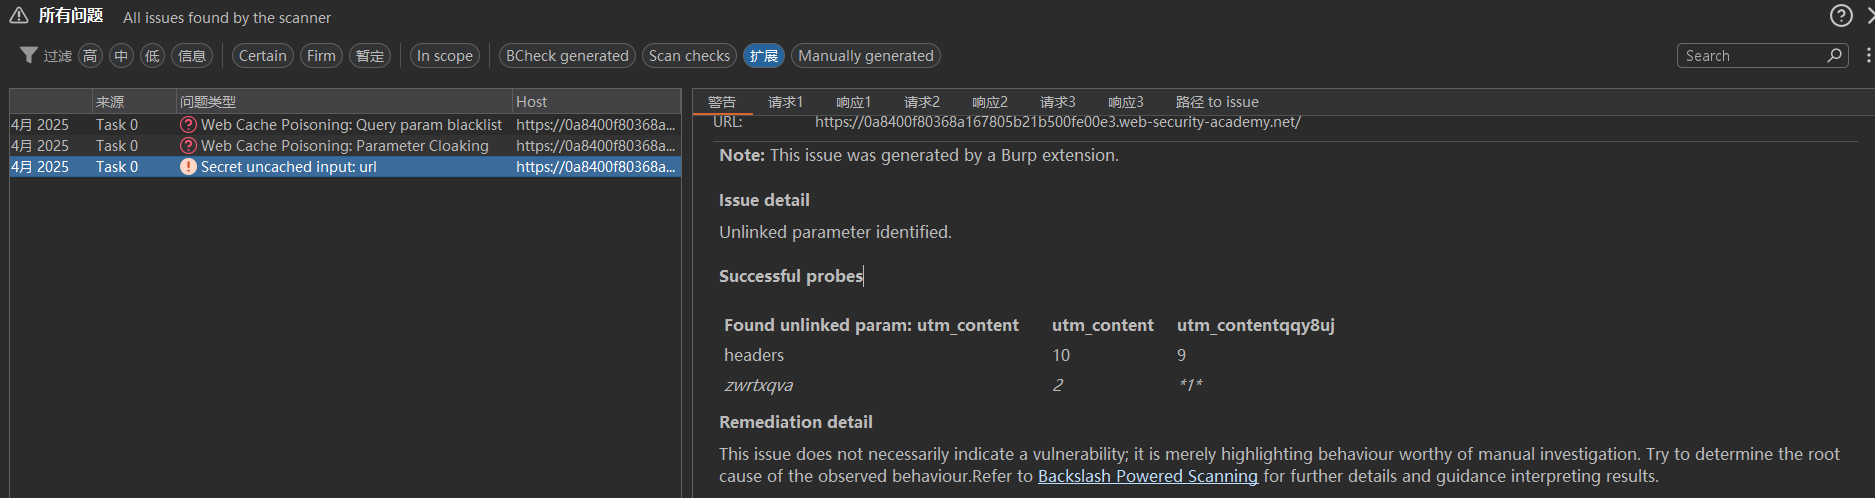 所有问题 All issues found by the scanner
过滤 高 中 低 信息 Certain Firm 暂定 In scope BCheck generated Scan checks 扩展 Manually generated Search
来源 问题类型 Host
4月 2025 Task 0 Web Cache Poisoning: Query param blacklist https://0a8400f80368a...
4月 2025 Task 0 Web Cache Poisoning: Parameter Cloaking https://0a8400f80368a...
4月 2025 Task 0 Secret uncached input: url https://0a8400f80368a...
警告 请求1 响应1 请求2 响应2 请求3 响应3 路径 to issue
URL: https://0a8400f80368a167805b21b500fe00e3.web-security-academy.net/
Note: This issue was generated by a Burp extension.
Issue detail
Unlinked parameter identified.
Successful probes
Found unlinked param: utm_content utm_content utm_contentqqy8uj
headers 10 9
zwrtxqva 2 *1*
Remediation detail
This issue does not necessarily indicate a vulnerability; it is merely highlighting behaviour worthy of manual investigation. Try to determine the root
cause of the observed behaviour.Refer to Backslash Powered Scanning for further details and guidance interpreting results.